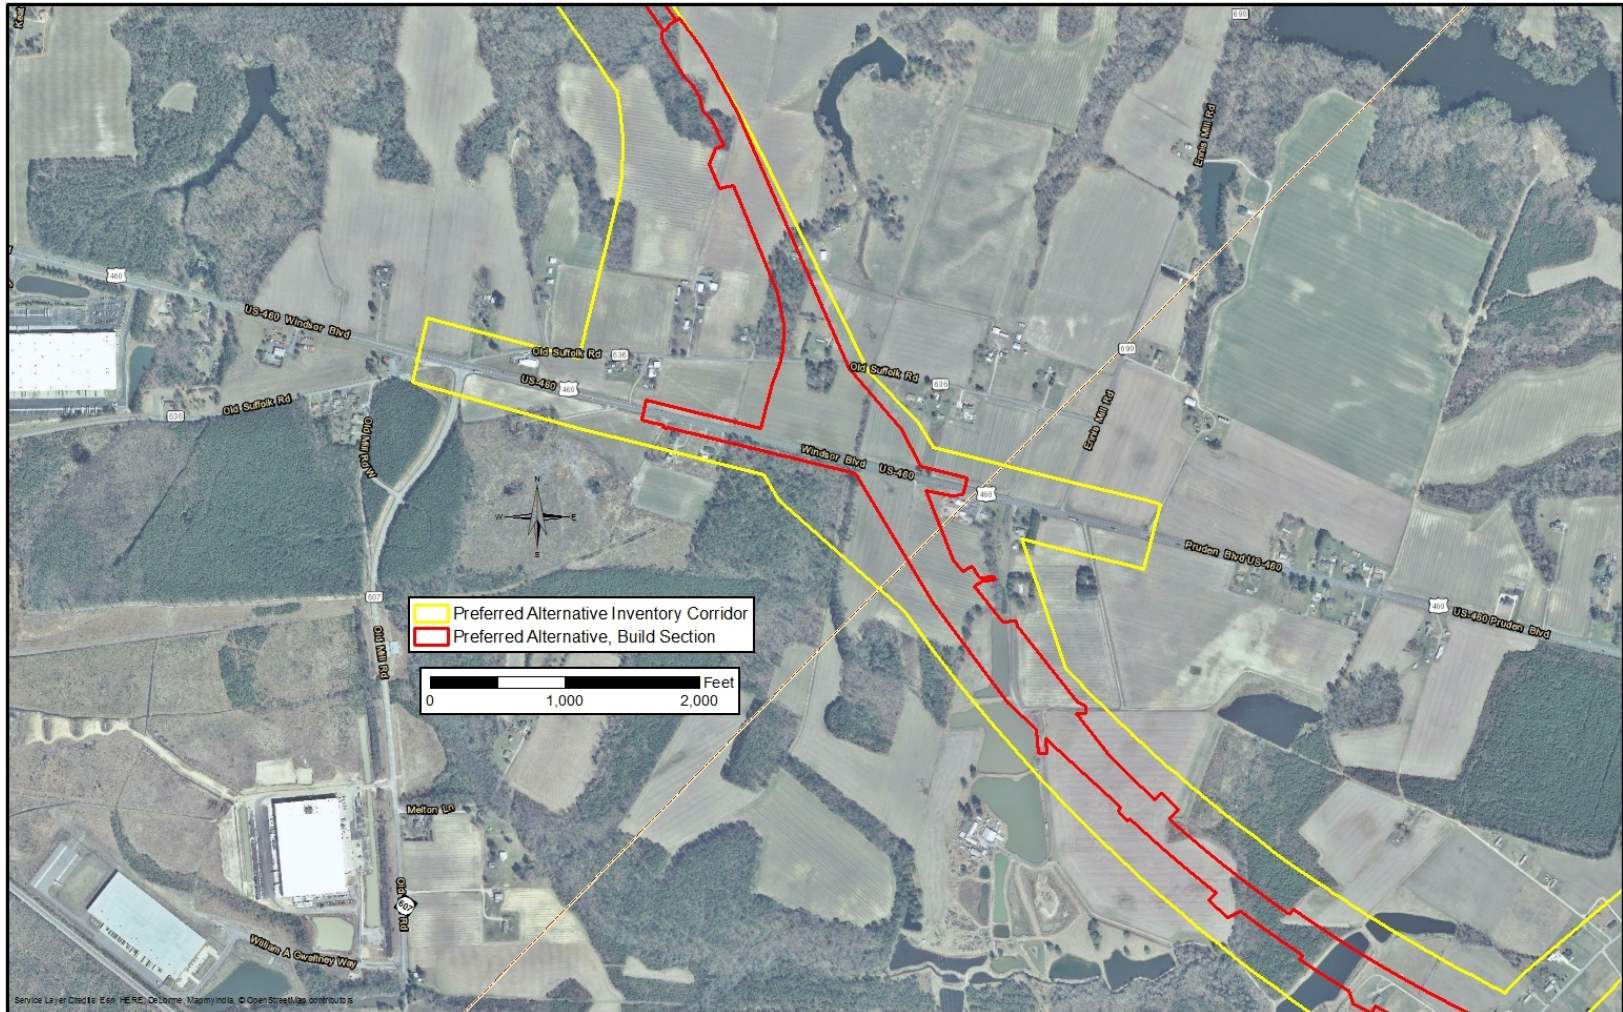 690
Ennis Mill Rd
460
US-460 Windsor Blvd
690
Old Suffolk Rd
636
Old Suffolk Rd
636
US-460
460
Old Suffolk Rd
636
Ennis Mill Rd
Old Mill Rd W
Windsor Blvd US-460
460
N
W E
S
Pruden Blvd US-460
607
460
US-460 Pruden Blvd
Preferred Alternative Inventory Corridor
Preferred Alternative, Build Section
Old Mill Rd
Feet
0 1,000 2,000
Melton Ln
607
William A Gwaltney Way
Service Layer Credits: Esri, HERE, DeLorme, MapmyIndia, © OpenStreetMap contributors